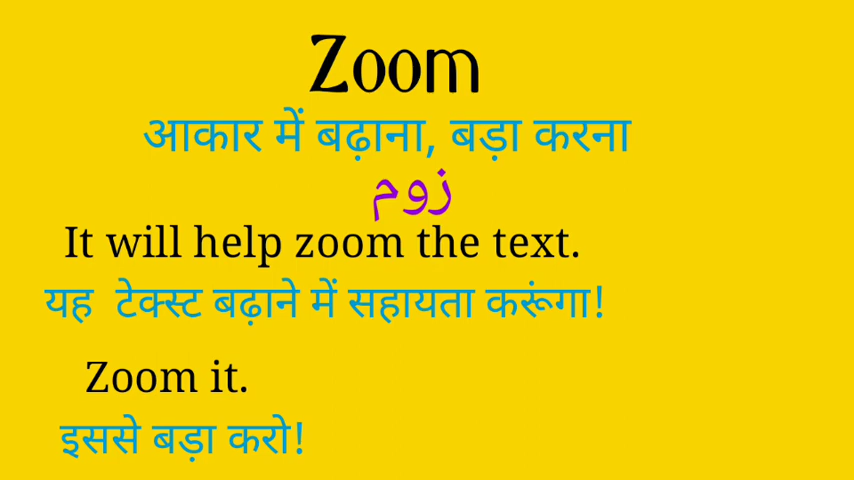 Zoom
आकार में बढ़ाना, बड़ा करना
زوم
It will help zoom the text.
यह टेक्स्ट बढ़ाने में सहायता करूंगा!
Zoom it.
इससे बड़ा करो!